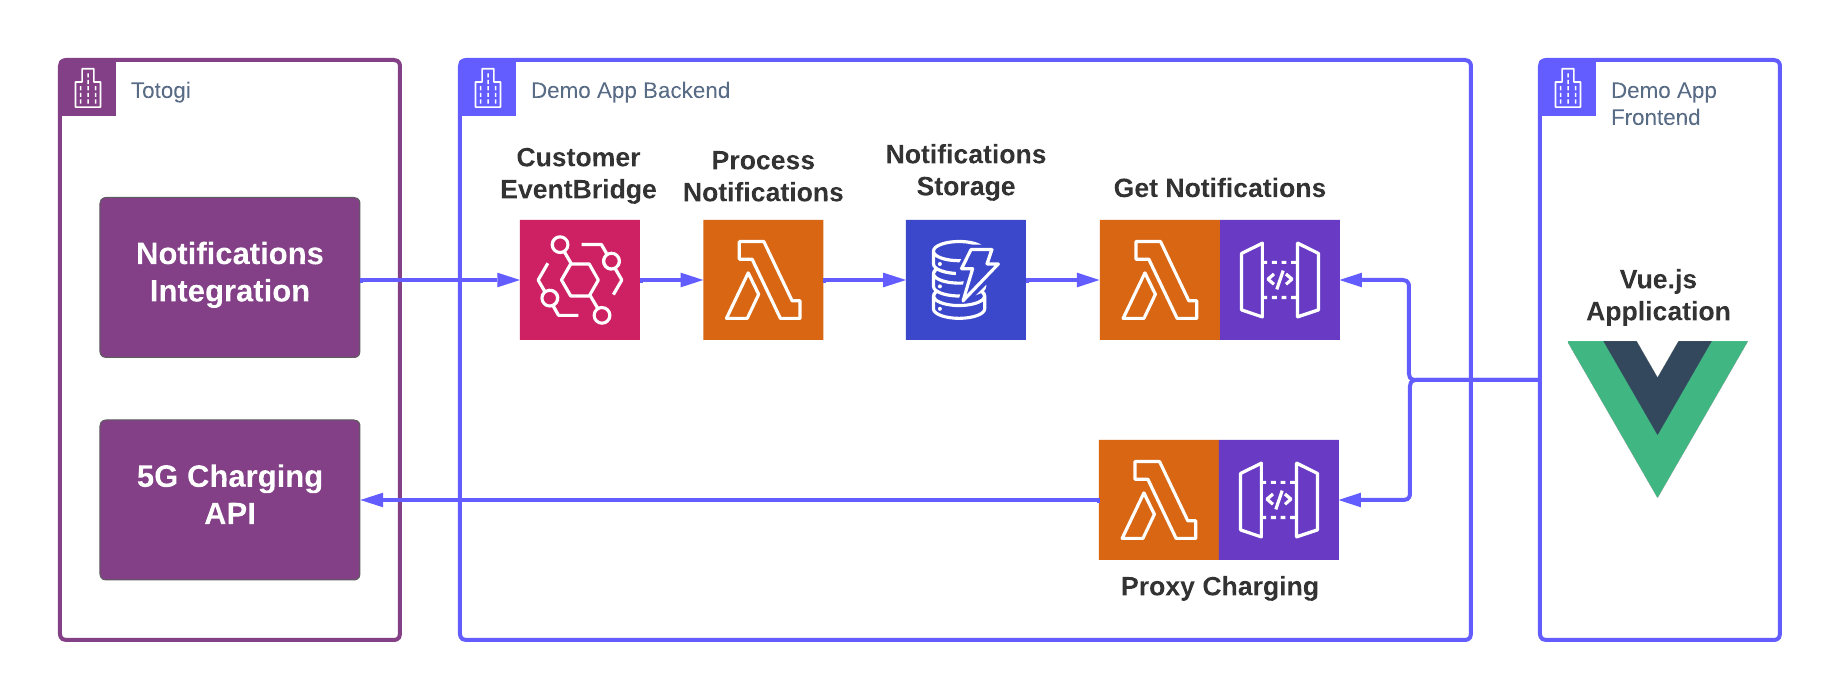 Totogi
Notifications
Integration
5G Charging
API
Demo App Backend
Customer
EventBridge
Process
Notifications
Notifications
Storage
Get Notifications
</>
Proxy Charging
</>
Demo App
Frontend
Vue.js
Application